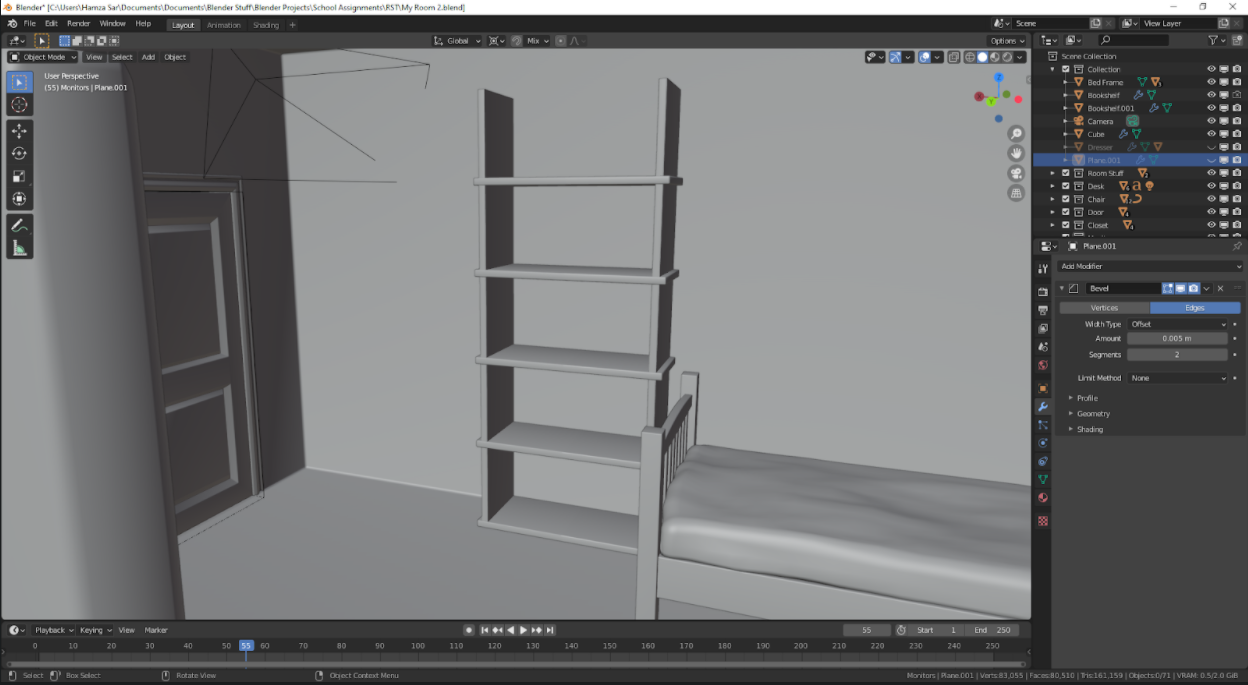 Blender* [C:\Users\Hamza Sar\Documents\Documents\Blender Stuff\Blender Projects\School Assignments\RST\My Room 2.blend]
File Edit Render Window Help Layout Animation Shading + Scene View Layer
Global Mix Options
Object Mode View Select Add Object
User Perspective
(55) Monitors | Plane.001
Scene Collection
Collection
Bed Frame
Bookshelf
Bookshelf.001
Camera
Cube
Dresser
Plane.001
Room Stuff
Desk
Chair
Door
Closet
Plane.001
Add Modifier
Bevel
Vertices Edges
Width Type Offset
Amount 0.005 m
Segments 2
Limit Method None
Profile
Geometry
Shading
Playback Keying View Marker 55 Start 1 End 250
0 10 20 30 40 50 55 60 70 80 90 100 110 120 130 140 150 160 170 180 190 200 210 220 230 240 250
Select Box Select Rotate View Object Context Menu Monitors | Plane.001 | Verts:83,055 | Faces:80,510 | Tris:161,159 | Objects:0/71 | VRAM: 0.5/2.0 GiB